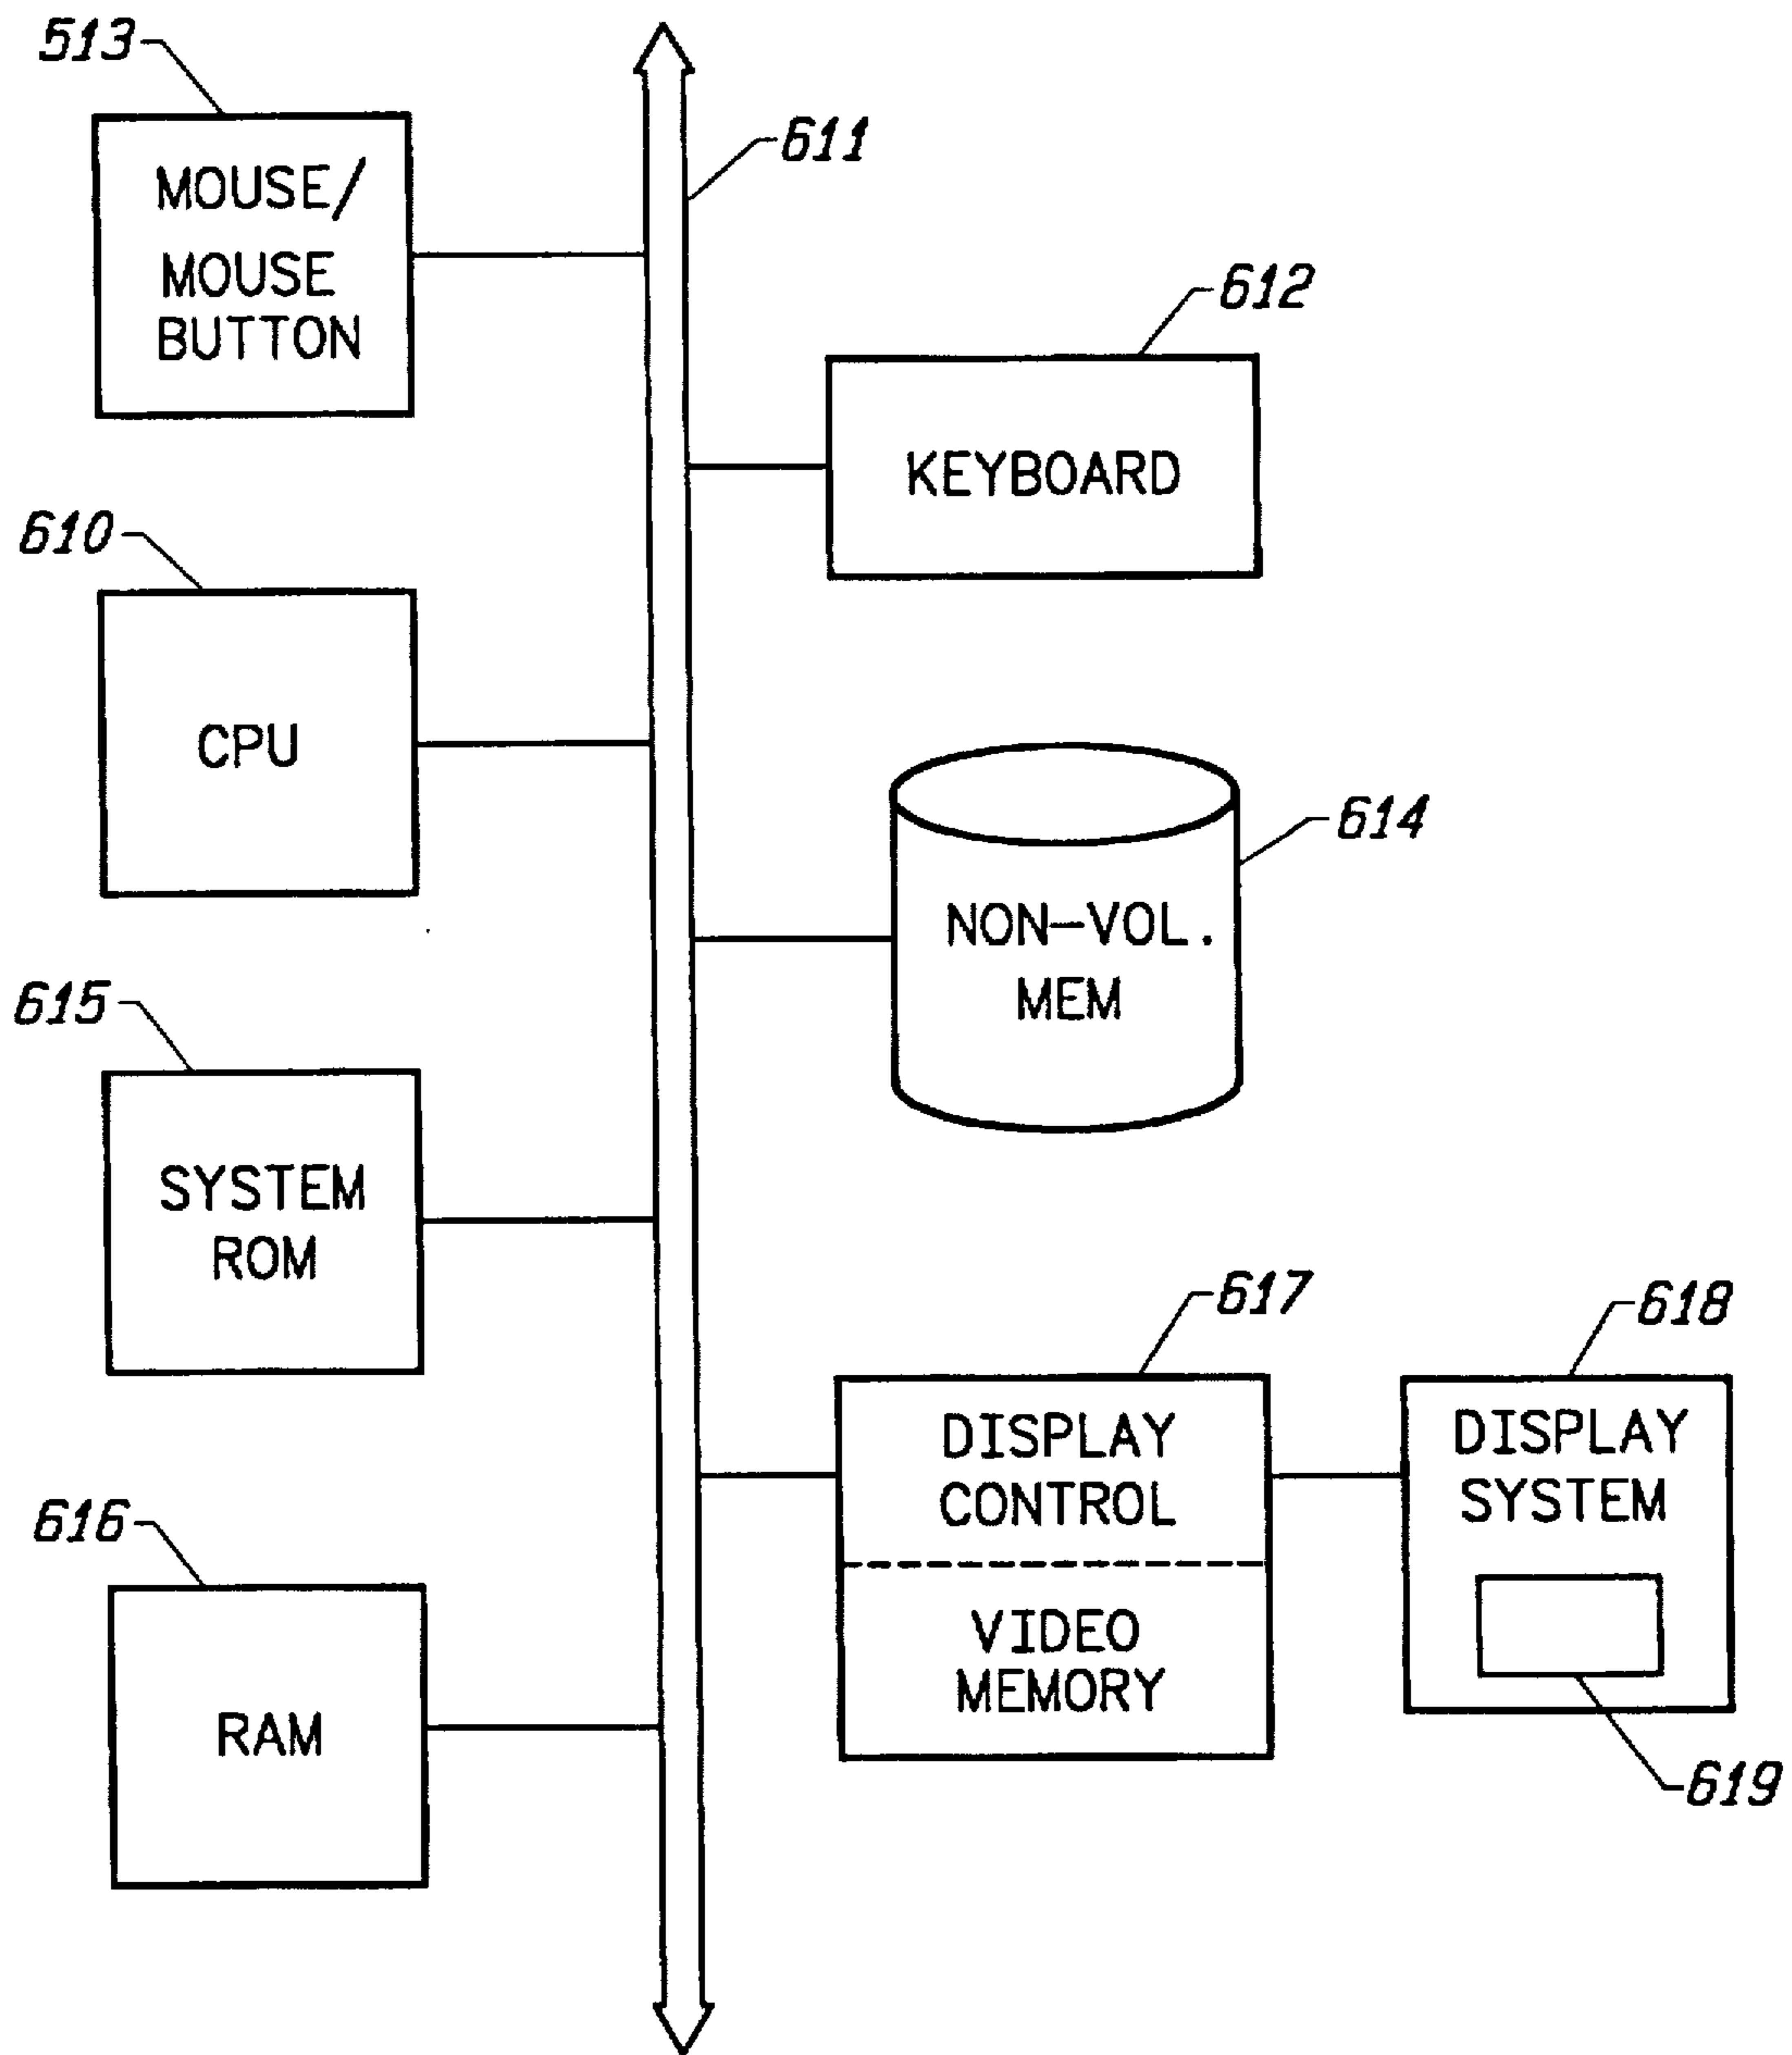 513
MOUSE/
MOUSE
BUTTON
611
612
KEYBOARD
610
CPU
614
NON-VOL.
MEM
615
SYSTEM
ROM
617
DISPLAY
CONTROL
VIDEO
MEMORY
618
DISPLAY
SYSTEM
619
616
RAM